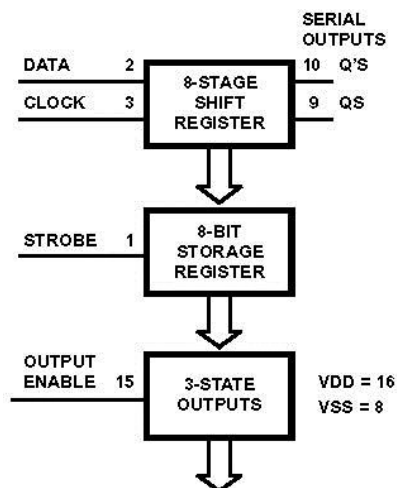 SERIAL
OUTPUTS
DATA 2
8-STAGE
SHIFT
REGISTER
10 Q'S
CLOCK 3
9 QS
STROBE 1
8-BIT
STORAGE
REGISTER
OUTPUT
ENABLE 15
3-STATE
OUTPUTS
VDD = 16
VSS = 8